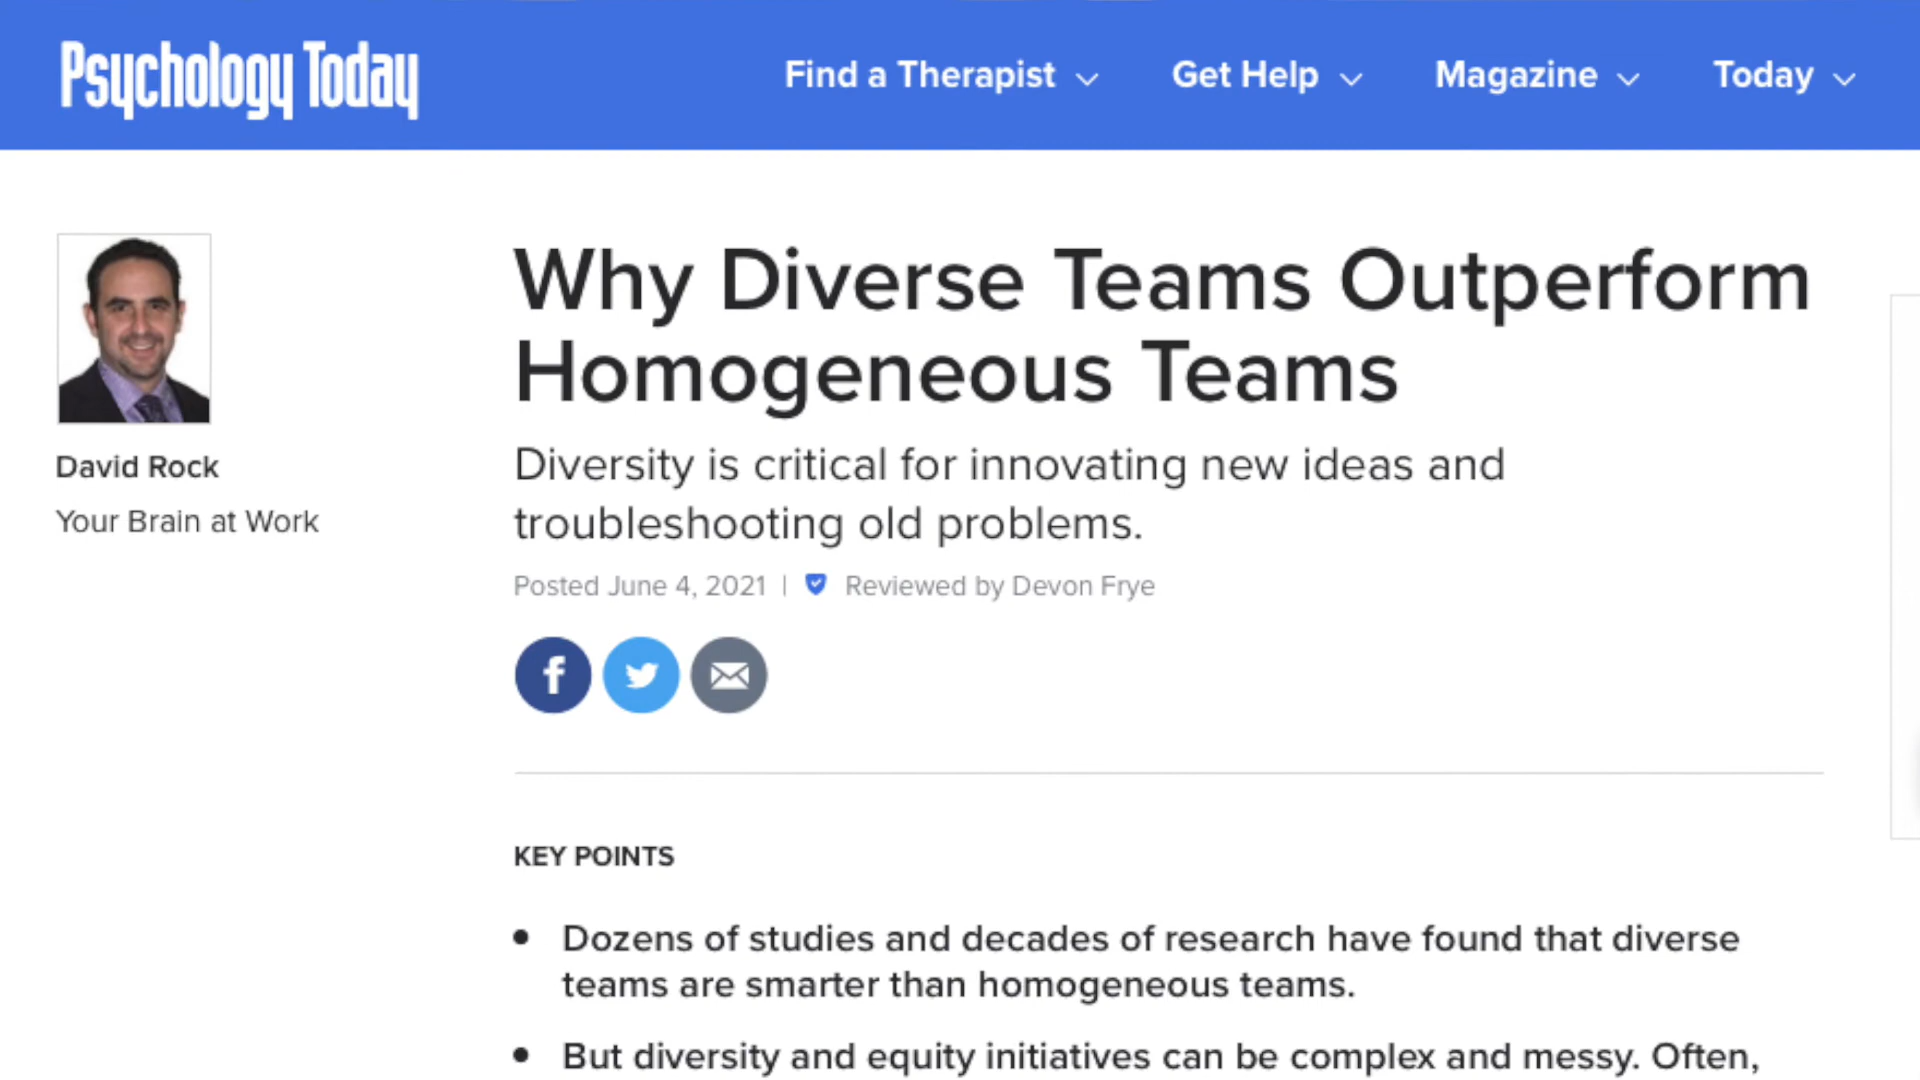 Psychology Today
Find a Therapist
Get Help
Magazine
Today
David Rock
Your Brain at Work
Why Diverse Teams Outperform
Homogeneous Teams
Diversity is critical for innovating new ideas and
troubleshooting old problems.
Posted June 4, 2021 | Reviewed by Devon Frye
KEY POINTS
• Dozens of studies and decades of research have found that diverse
teams are smarter than homogeneous teams.
• But diversity and equity initiatives can be complex and messy. Often,